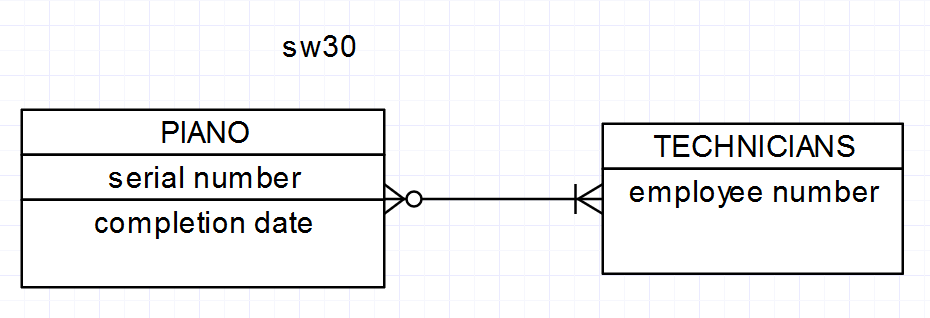 sw30
PIANO
serial number
completion date
TECHNICIANS
employee number